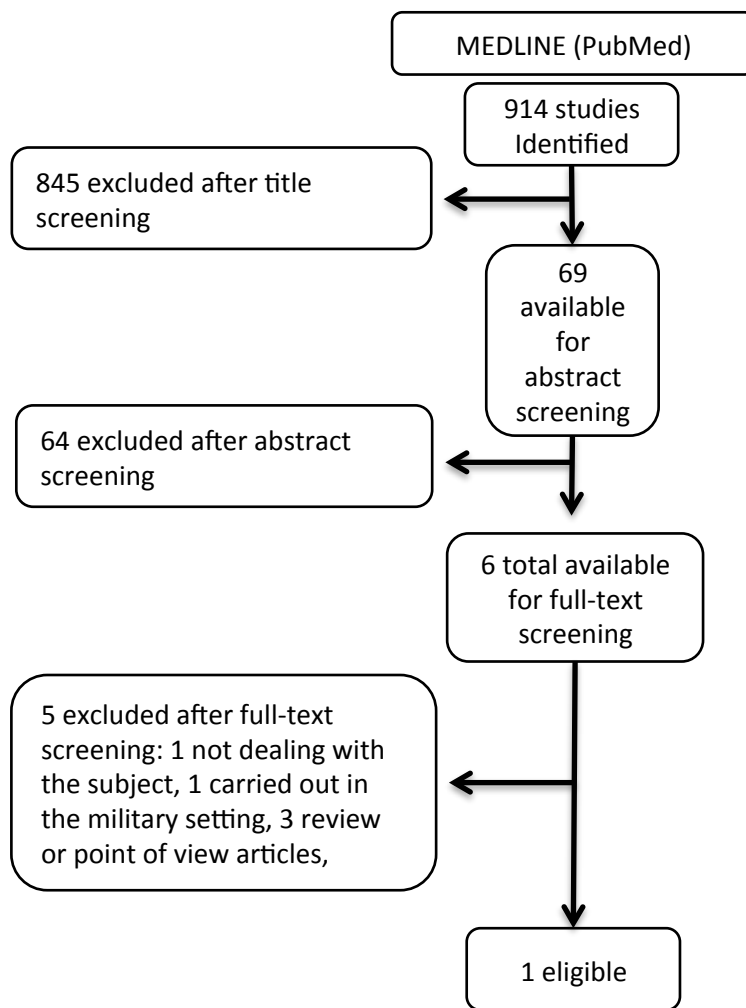 MEDLINE (PubMed)
914 studies
Identified
845 excluded after title
screening
69
available
for
abstract
screening
64 excluded after abstract
screening
6 total available
for full-text
screening
5 excluded after full-text
screening: 1 not dealing with
the subject, 1 carried out in
the military setting, 3 review
or point of view articles,
1 eligible